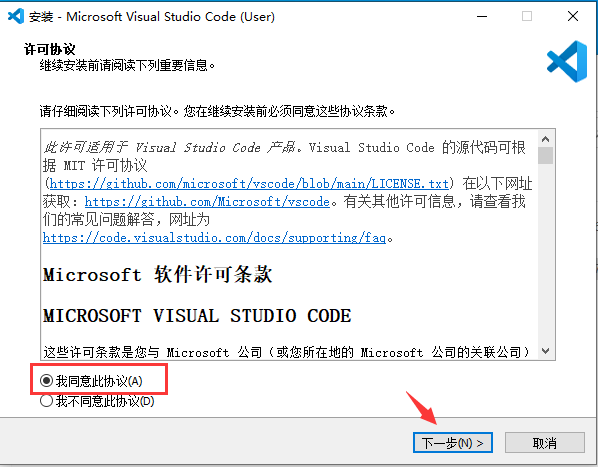 安装 - Microsoft Visual Studio Code (User)
许可协议
继续安装前请阅读下列重要信息。
请仔细阅读下列许可协议。您在继续安装前必须同意这些协议条款。
此许可适用于 Visual Studio Code 产品。Visual Studio Code 的源代码可根
据 MIT 许可协议
(https://github.com/microsoft/vscode/blob/main/LICENSE.txt) 在以下网址
获取：https://github.com/Microsoft/vscode。有关其他许可信息，请查看我
们的常见问题解答，网址为
https://code.visualstudio.com/docs/supporting/faq。
Microsoft 软件许可条款
MICROSOFT VISUAL STUDIO CODE
这些许可条款是您与 Microsoft 公司（或您所在地的 Microsoft 公司的关联公司）
我同意此协议(A)
我不同意此协议(D)
下一步(N) >
取消